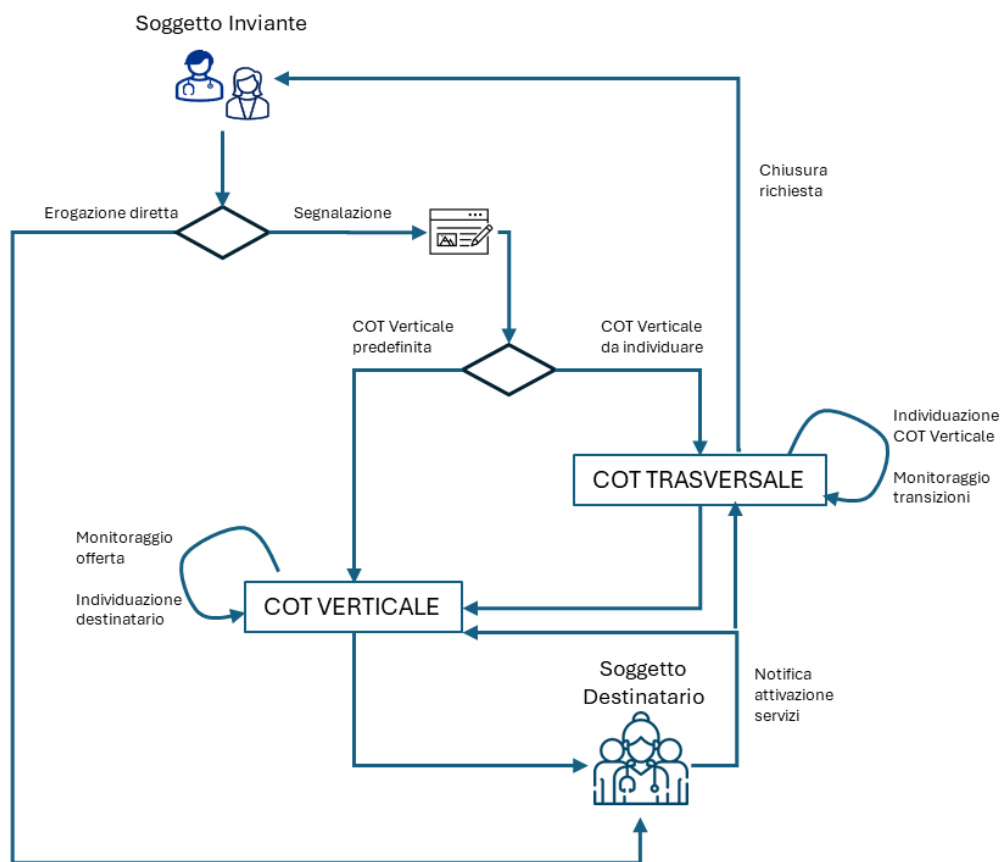 Soggetto Inviante
Chiusura
richiesta
Erogazione diretta
Segnalazione
COT Verticale
predefinita
COT Verticale
da individuare
Individuazione
COT Verticale
Monitoraggio
transizioni
COT TRASVERSALE
Monitoraggio
offerta
Individuazione
destinatario
COT VERTICALE
Soggetto
Destinatario
Notifica
attivazione
servizi